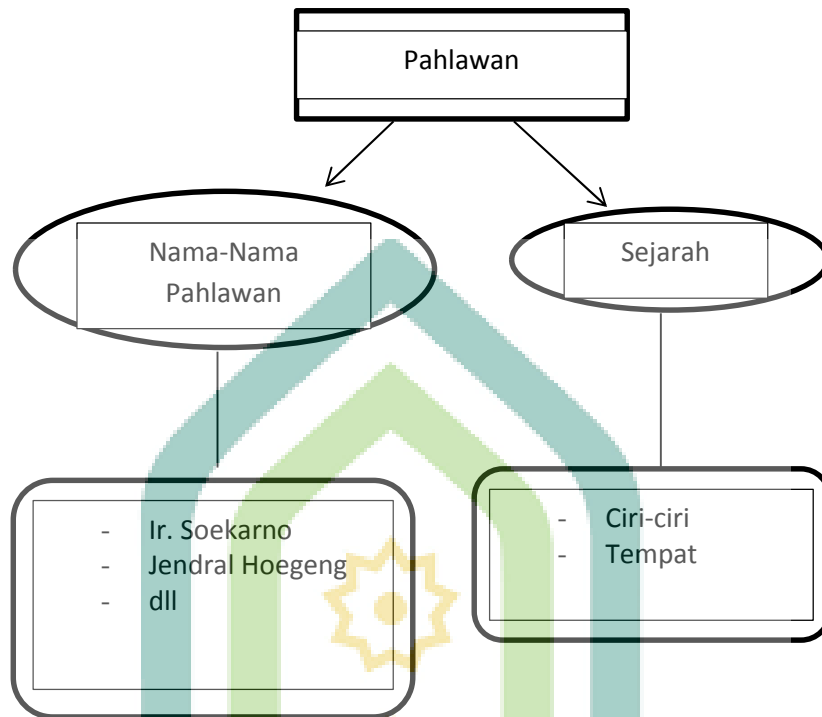 Pahlawan
Nama-Nama
Pahlawan
Sejarah
- Ir. Soekarno
- Jendral Hoegeng
- dll
- Ciri-ciri
- Tempat